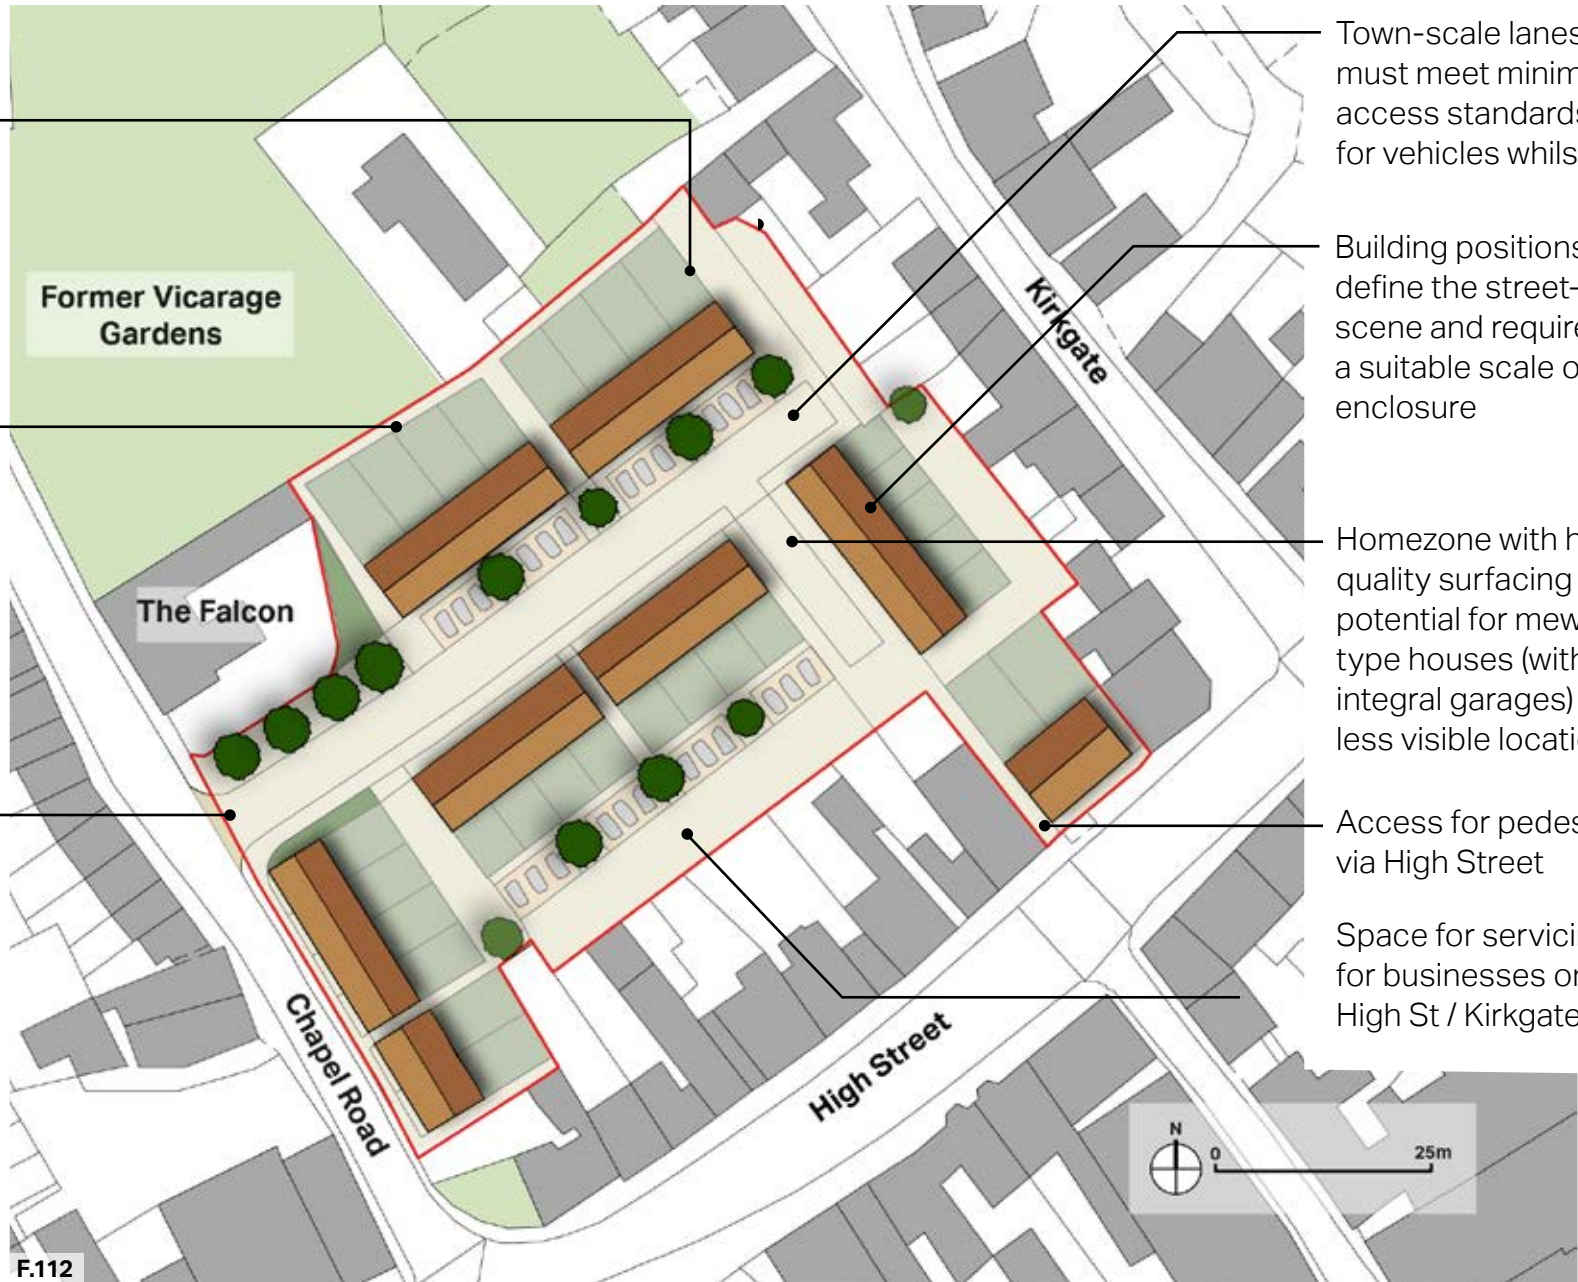 Town-scale lanes
must meet minim
access standards
for vehicles whils
Building positions
define the street-
scene and require
a suitable scale o
enclosure
Homezone with h
quality surfacing
potential for mew
type houses (with
integral garages)
less visible locati
Access for pedes
via High Street
Space for servici
for businesses or
High St / Kirkgate
Former Vicarage
Gardens
Kirkgate
The Falcon
Chapel Road
High Street
N
0
25m
F.112